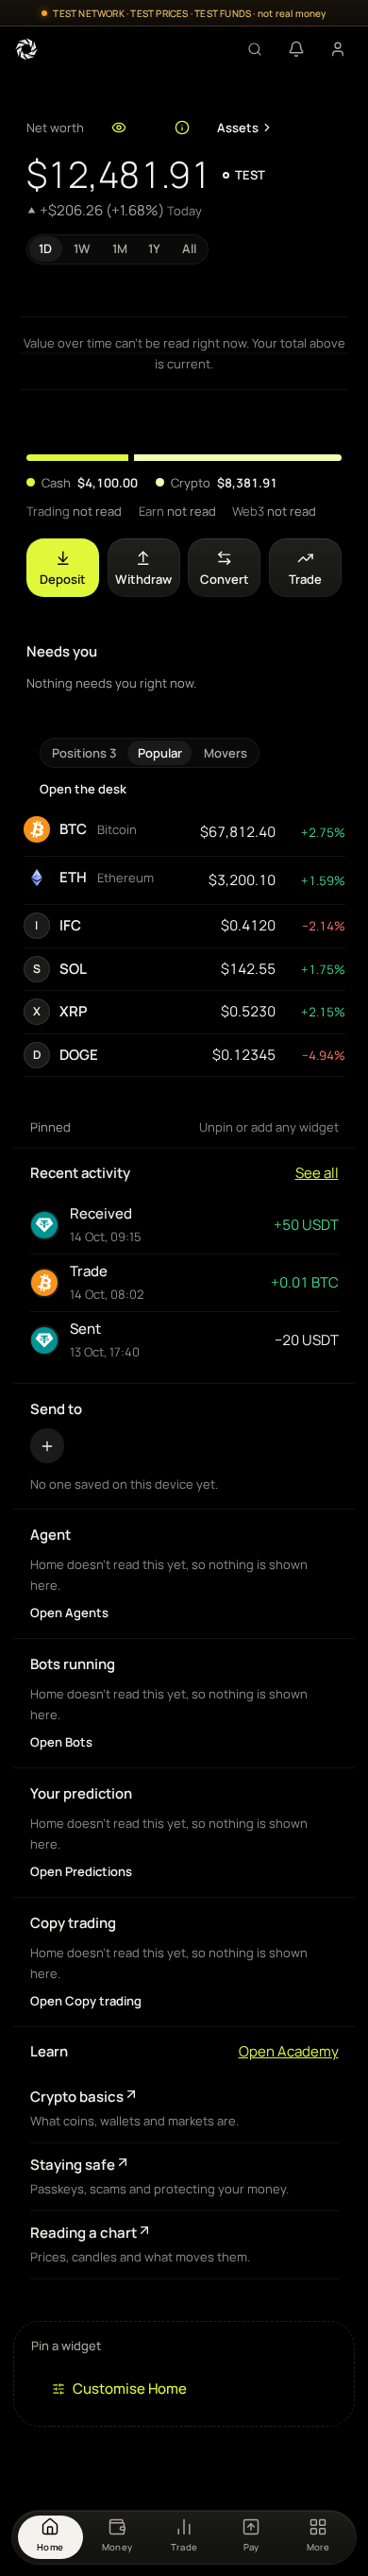 TEST NETWORK · TEST PRICES · TEST FUNDS · not real money
Net worth Assets
$12,481.91 TEST
+$206.26 (+1.68%) Today
1D 1W 1M 1Y All
Value over time can't be read right now. Your total above
is current.
Cash $4,100.00 Crypto $8,381.91
Trading not read Earn not read Web3 not read
Deposit Withdraw Convert Trade
Needs you
Nothing needs you right now.
Positions 3 Popular Movers
Open the desk
BTC Bitcoin $67,812.40 +2.75%
ETH Ethereum $3,200.10 +1.59%
I IFC $0.4120 −2.14%
S SOL $142.55 +1.75%
X XRP $0.5230 +2.15%
D DOGE $0.12345 −4.94%
Pinned Unpin or add any widget
Recent activity See all
Received
14 Oct, 09:15 +50 USDT
Trade
14 Oct, 08:02 +0.01 BTC
Sent
13 Oct, 17:40 −20 USDT
Send to
No one saved on this device yet.
Agent
Home doesn't read this yet, so nothing is shown
here.
Open Agents
Bots running
Home doesn't read this yet, so nothing is shown
here.
Open Bots
Your prediction
Home doesn't read this yet, so nothing is shown
here.
Open Predictions
Copy trading
Home doesn't read this yet, so nothing is shown
here.
Open Copy trading
Learn Open Academy
Crypto basics
What coins, wallets and markets are.
Staying safe
Passkeys, scams and protecting your money.
Reading a chart
Prices, candles and what moves them.
Pin a widget
Customise Home
Home Money Trade Pay More